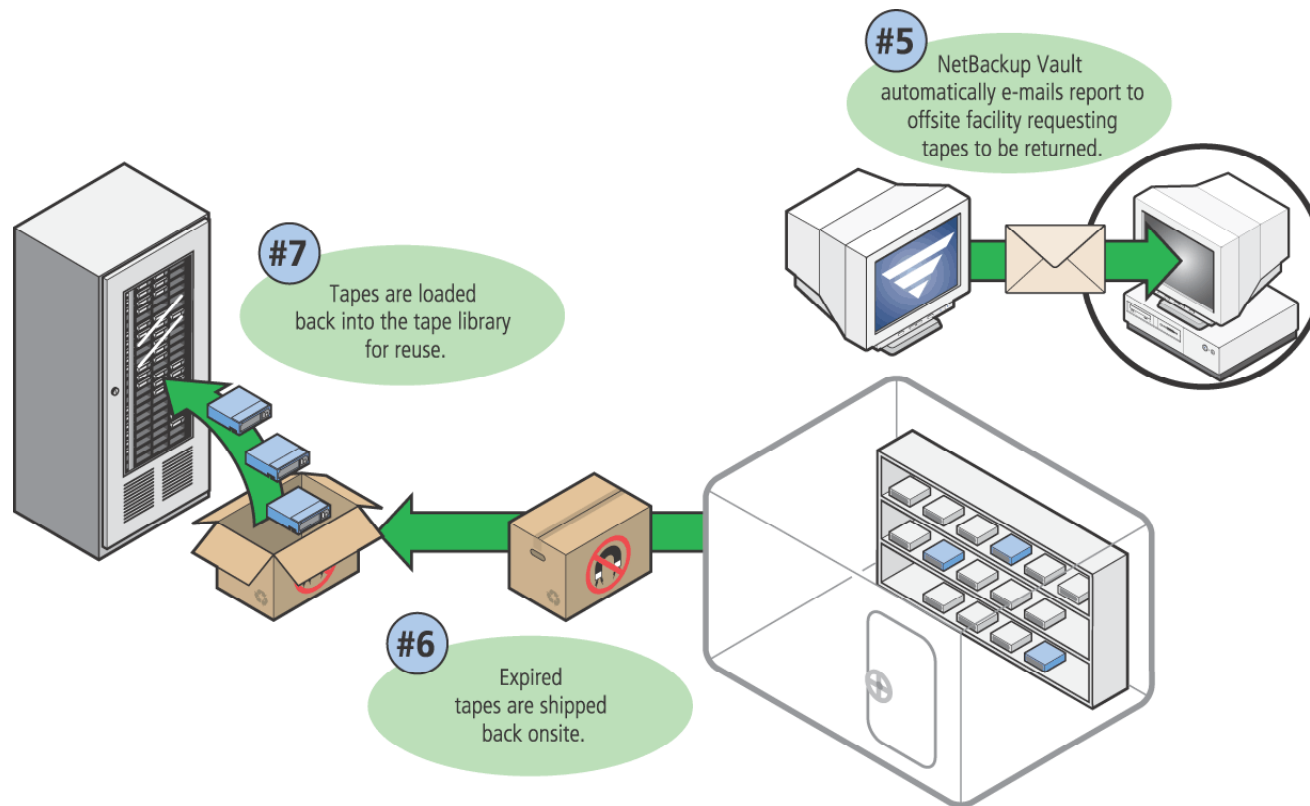 #5
NetBackup Vault
automatically e-mails report to
offsite facility requesting
tapes to be returned.
#7
Tapes are loaded
back into the tape library
for reuse.
#6
Expired
tapes are shipped
back onsite.